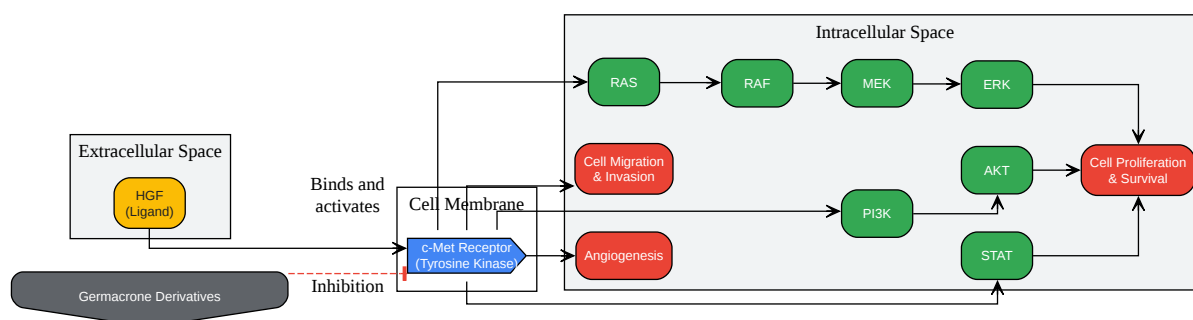 Intracellular Space
RAS
RAF
MEK
ERK
Extracellular Space
HGF
(Ligand)
Cell Migration
& Invasion
AKT
Cell Proliferation
& Survival
Binds and
activates
Cell Membrane
PI3K
c-Met Receptor
(Tyrosine Kinase)
Angiogenesis
STAT
Inhibition
Germacrone Derivatives